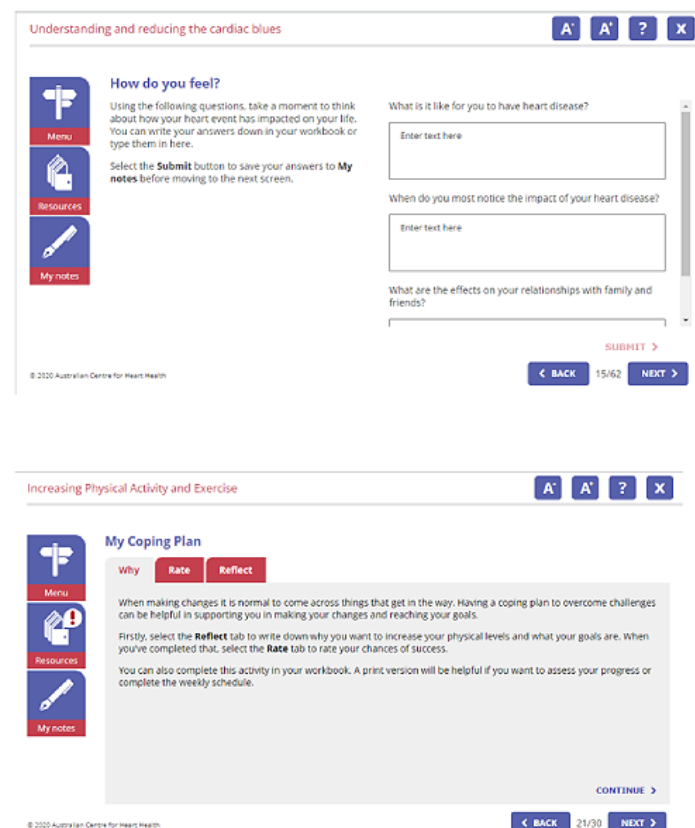 Understanding and reducing the cardiac blues
A-
A+
?
X
Menu
Resources
My notes
How do you feel?
Using the following questions, take a moment to think
about how your heart event has impacted on your life.
You can write your answers down in your workbook or
type them in here.
Select the Submit button to save your answers to My
notes before moving to the next screen.
What is it like for you to have heart disease?
Enter text here
When do you most notice the impact of your heart disease?
Enter text here
What are the effects on your relationships with family and
friends?
SUBMIT >
© 2020 Australian Centre for Heart Health
< BACK 15/62 NEXT >
Increasing Physical Activity and Exercise
A-
A+
?
X
Menu
Resources
My notes
My Coping Plan
Why Rate Reflect
When making changes it is normal to come across things that get in the way. Having a coping plan to overcome challenges
can be helpful in supporting you in making your changes and reaching your goals.
Firstly, select the Reflect tab to write down why you want to increase your physical levels and what your goals are. When
you've completed that, select the Rate tab to rate your chances of success.
You can also complete this activity in your workbook. A print version will be helpful if you want to assess your progress or
complete the weekly schedule.
CONTINUE >
© 2020 Australian Centre for Heart Health
< BACK 21/30 NEXT >